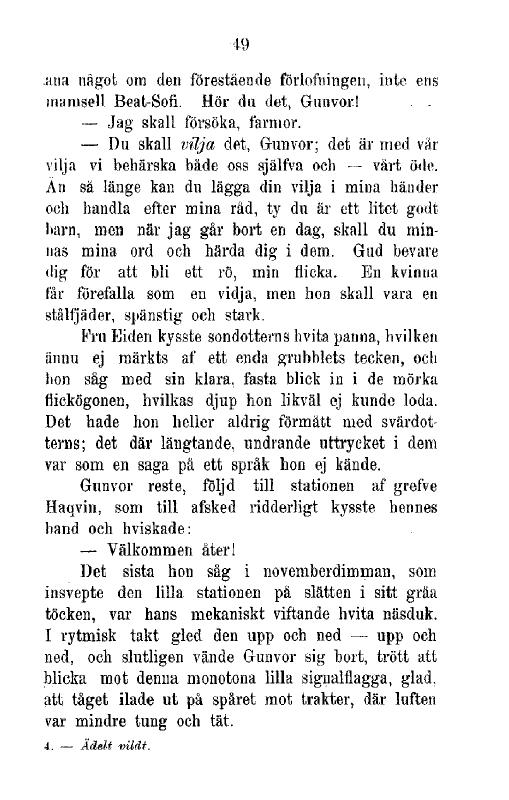 49
ana något om den förestående förlofningen, inte ens
mamsell Beat-Sofi. Hör du det, Gunvor!
— Jag skall försöka, farmor.
— Du skall vilja det, Gunvor; det är med vår
vilja vi behärska både oss själfva och — vårt öde.
Än så länge kan du lägga din vilja i mina händer
och handla efter mina råd, ty du är ett litet godt
barn, men när jag går bort en dag, skall du min-
nas mina ord och härda dig i dem. Gud bevare
dig för att bli ett rö, min flicka. En kvinna
får förefalla som en vidja, men hon skall vara en
stålfjäder, spänstig och stark.
Fru Eiden kysste sondotterns hvita panna, hvilken
ännu ej märkts af ett enda grubblets tecken, och
hon såg med sin klara, fasta blick in i de mörka
flickögonen, hvilkas djup hon likväl ej kunde loda.
Det hade hon heller aldrig förmått med svärdot-
terns; det där längtande, undrande uttrycket i dem
var som en saga på ett språk hon ej kände.
Gunvor reste, följd till stationen af grefve
Haqvin, som till afsked ridderligt kysste hennes
hand och hviskade:
— Välkommen åter!
Det sista hon såg i novemberdimman, som
insvepte den lilla stationen på slätten i sitt gråa
töcken, var hans mekaniskt viftande hvita näsduk.
I rytmisk takt gled den upp och ned — upp och
ned, och slutligen vände Gunvor sig bort, trött att
blicka mot denna monotona lilla signalflagga, glad,
att tåget ilade ut på spåret mot trakter, där luften
var mindre tung och tät.
4. — Ädelt vildt.